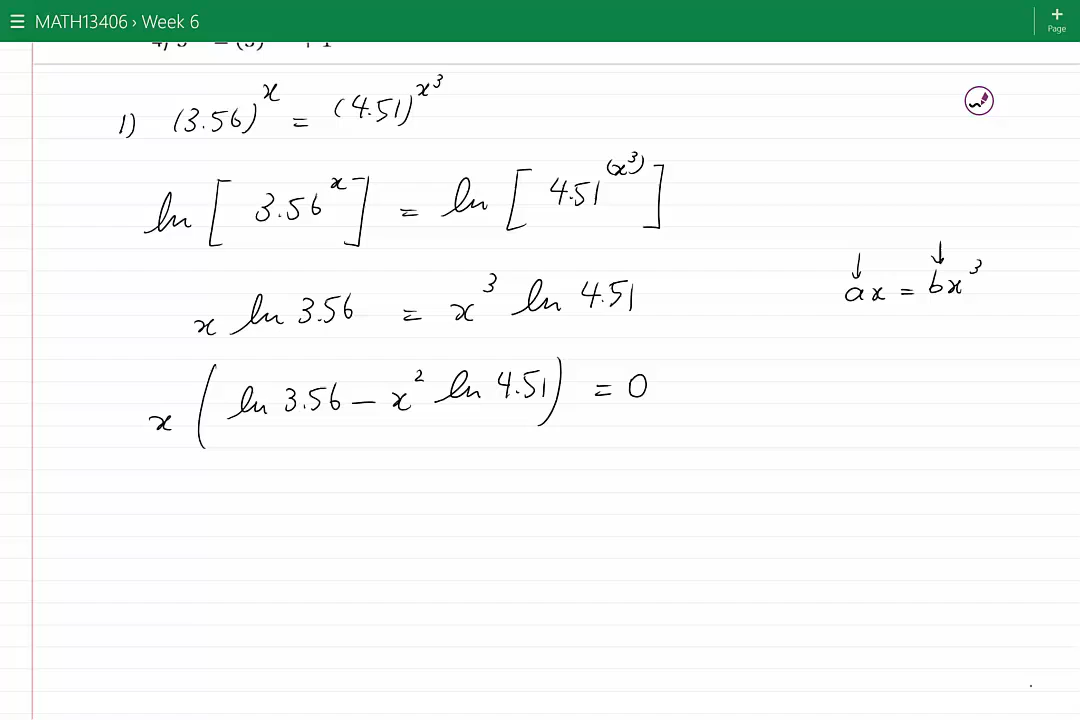 MATH13406 › Week 6
+
Page
1) (3.56)^x = (4.51)^x^3
ln [ 3.56^x ] = ln [ 4.51^(x^3) ]
x ln 3.56 = x^3 ln 4.51
ax = bx^3
x ( ln 3.56 – x^2 ln 4.51 ) = 0